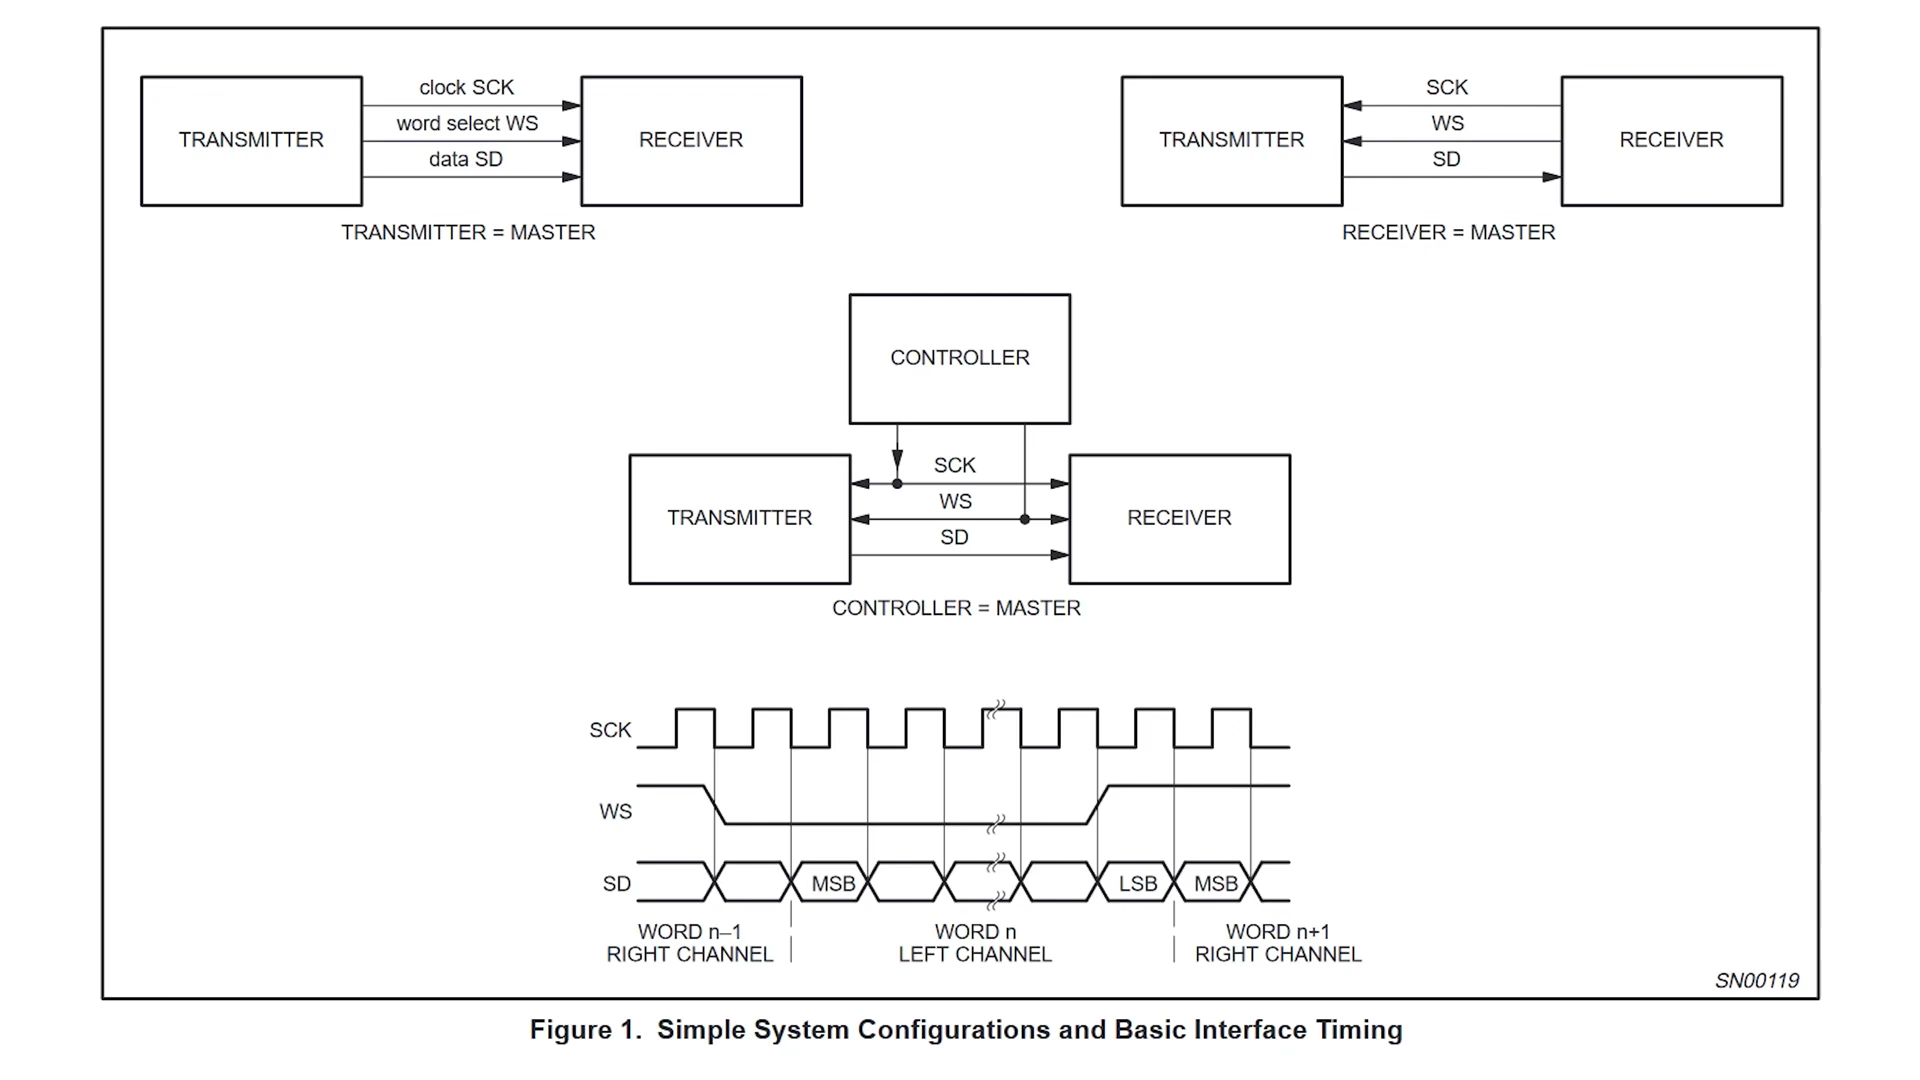 clock SCK
word select WS
data SD
TRANSMITTER
RECEIVER
TRANSMITTER = MASTER
SCK
WS
SD
TRANSMITTER
RECEIVER
RECEIVER = MASTER
CONTROLLER
SCK
WS
SD
TRANSMITTER
RECEIVER
CONTROLLER = MASTER
SCK
WS
SD
MSB
LSB
MSB
WORD n–1
RIGHT CHANNEL
WORD n
LEFT CHANNEL
WORD n+1
RIGHT CHANNEL
SN00119
Figure 1. Simple System Configurations and Basic Interface Timing